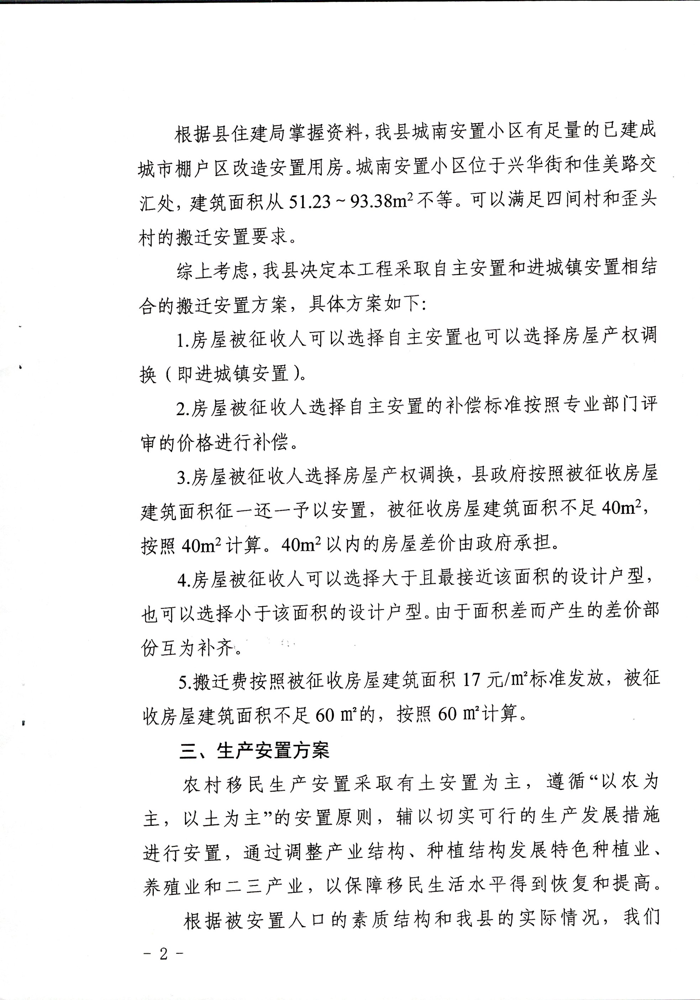 根据县住建局掌握资料，我县城南安置小区有足量的已建成
城市棚户区改造安置用房。城南安置小区位于兴华街和佳美路交
汇处，建筑面积从 51.23～93.38m²不等。可以满足四间村和歪头
村的搬迁安置要求。
综上考虑，我县决定本工程采取自主安置和进城镇安置相结
合的搬迁安置方案，具体方案如下：
1.房屋被征收人可以选择自主安置也可以选择房屋产权调
换（即进城镇安置）。
2.房屋被征收人选择自主安置的补偿标准按照专业部门评
审的价格进行补偿。
3.房屋被征收人选择房屋产权调换，县政府按照被征收房屋
建筑面积征一还一予以安置，被征收房屋建筑面积不足 40m²，
按照 40m²计算。40m²以内的房屋差价由政府承担。
4.房屋被征收人可以选择大于且最接近该面积的设计户型，
也可以选择小于该面积的设计户型。由于面积差而产生的差价部
份互为补齐。
5.搬迁费按照被征收房屋建筑面积 17 元/㎡标准发放，被征
收房屋建筑面积不足 60 ㎡的，按照 60 ㎡计算。
三、生产安置方案
农村移民生产安置采取有土安置为主，遵循“以农为
主，以土为主”的安置原则，辅以切实可行的生产发展措施
进行安置，通过调整产业结构、种植结构发展特色种植业、
养殖业和二三产业，以保障移民生活水平得到恢复和提高。
根据被安置人口的素质结构和我县的实际情况，我们
- 2 -